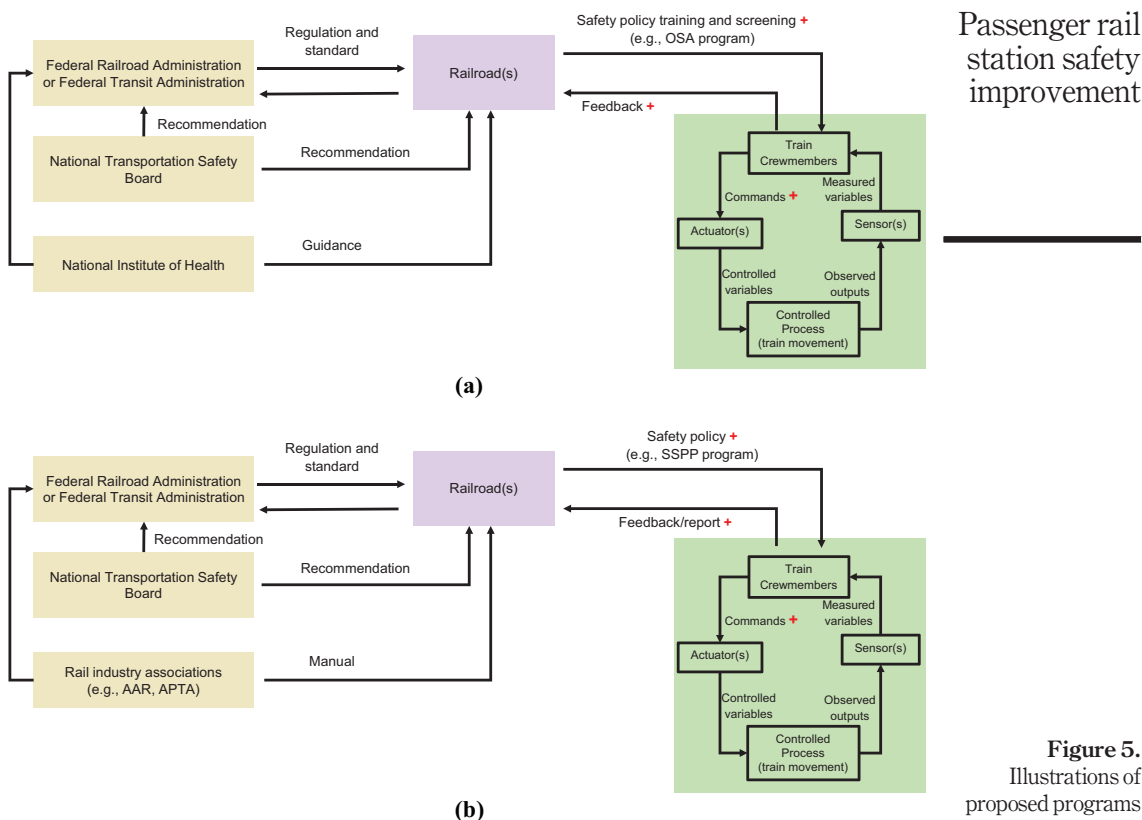 Passenger rail
station safety
improvement
Regulation and
standard
Safety policy training and screening +
(e.g., OSA program)
Federal Railroad Administration
or Federal Transit Administration
Railroad(s)
Feedback +
Recommendation
National Transportation Safety
Board
Recommendation
Train
Crewmembers
Commands +
Measured
variables
Actuator(s)
Sensor(s)
National Institute of Health
Guidance
Controlled
variables
Observed
outputs
Controlled
Process
(train movement)
(a)
Regulation and
standard
Safety policy +
(e.g., SSPP program)
Federal Railroad Administration
or Federal Transit Administration
Railroad(s)
Feedback/report +
Recommendation
National Transportation Safety
Board
Recommendation
Train
Crewmembers
Commands +
Measured
variables
Actuator(s)
Sensor(s)
Rail industry associations
(e.g., AAR, APTA)
Manual
Controlled
variables
Observed
outputs
Controlled
Process
(train movement)
(b)
Figure 5.
Illustrations of
proposed programs